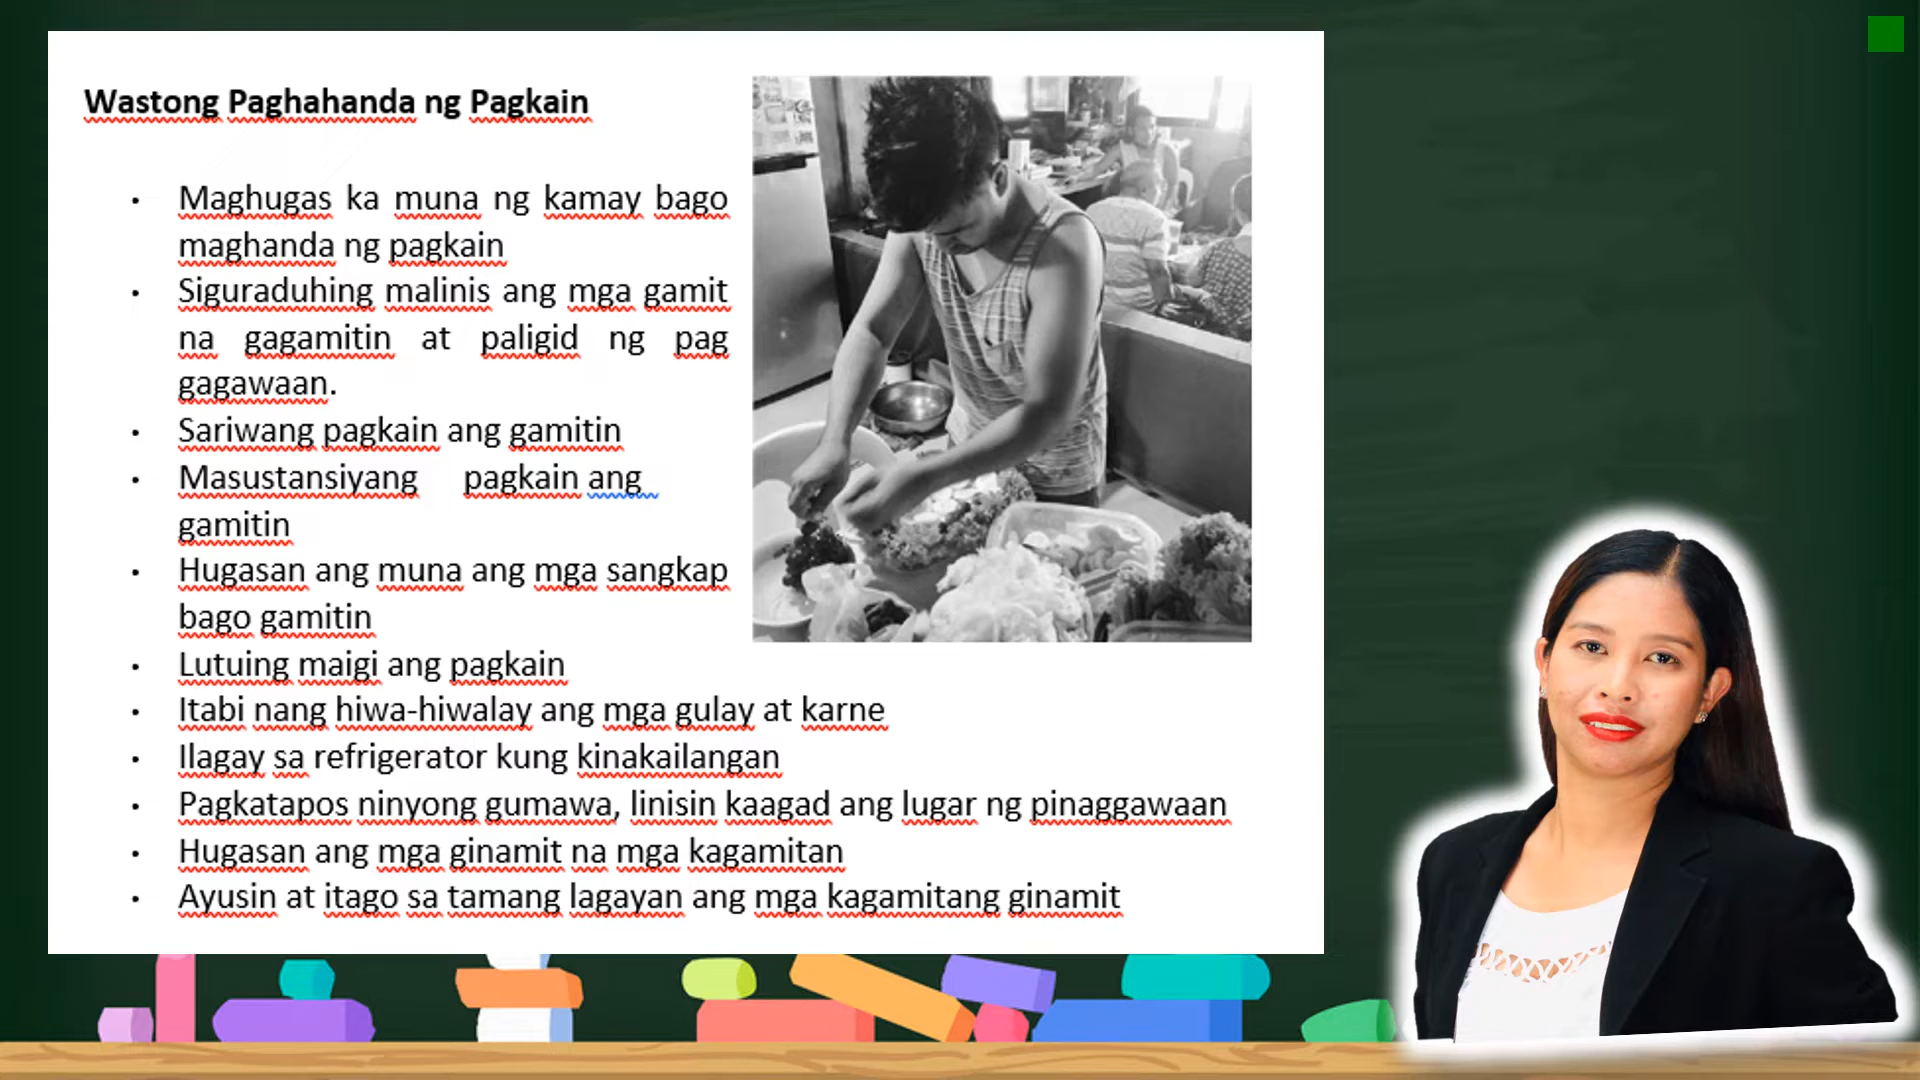 Wastong Paghahanda ng Pagkain
• Maghugas ka muna ng kamay bago
maghanda ng pagkain
• Siguraduhing malinis ang mga gamit
na gagamitin at paligid ng pag
gagawaan.
• Sariwang pagkain ang gamitin
• Masustansiyang pagkain ang
gamitin
• Hugasan ang muna ang mga sangkap
bago gamitin
• Lutuing maigi ang pagkain
• Itabi nang hiwa-hiwalay ang mga gulay at karne
• Ilagay sa refrigerator kung kinakailangan
• Pagkatapos ninyong gumawa, linisin kaagad ang lugar ng pinaggawaan
• Hugasan ang mga ginamit na mga kagamitan
• Ayusin at itago sa tamang lagayan ang mga kagamitang ginamit